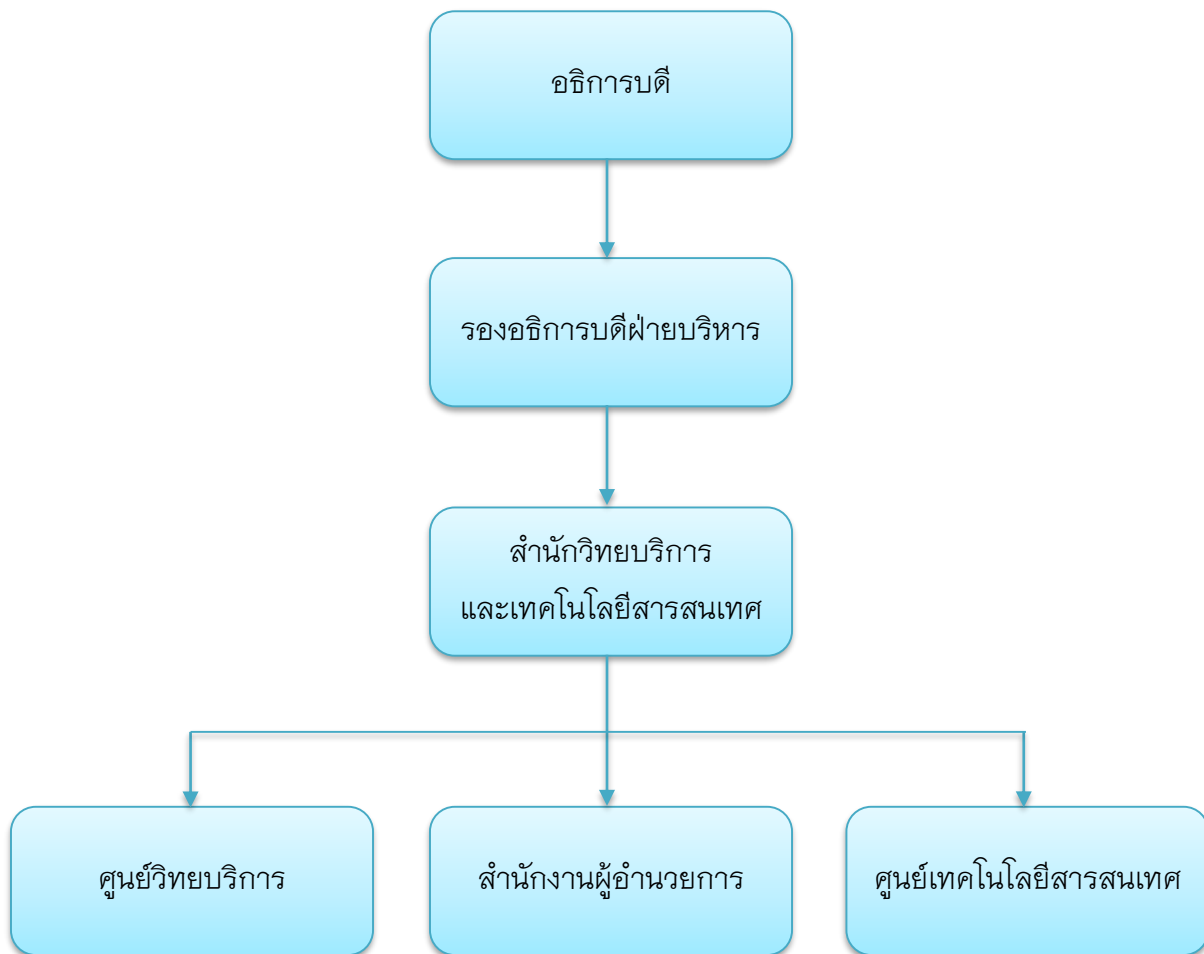 อธิการบดี
รองอธิการบดีฝ่ายบริหาร
สำนักวิทยบริการ
และเทคโนโลยีสารสนเทศ
ศูนย์วิทยบริการ
สำนักงานผู้อำนวยการ
ศูนย์เทคโนโลยีสารสนเทศ